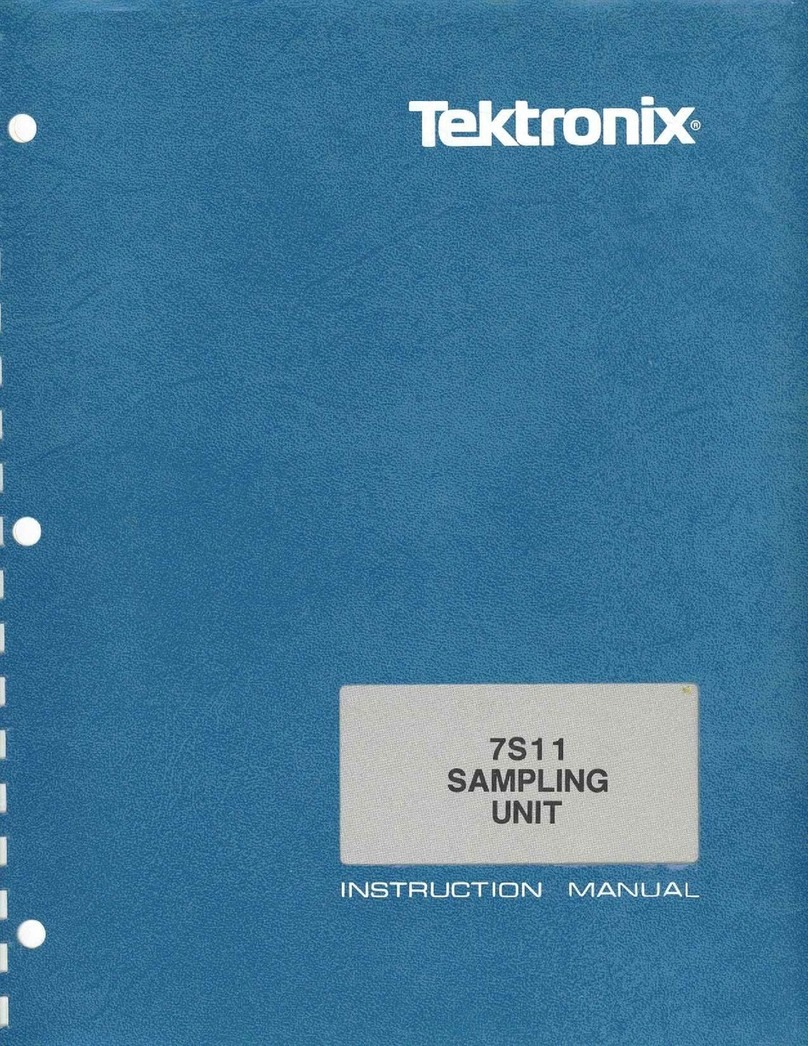 Tektronix®
7S11
SAMPLING
UNIT
INSTRUCTION MANUAL